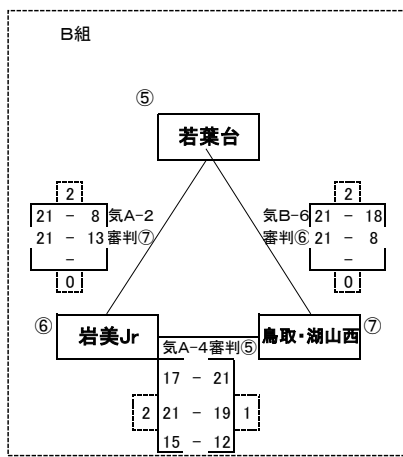 B組
⑤
若葉台
2
21 - 8 気A-2
21 - 13 審判⑦
-
0
2
気B-6 21 - 18
審判⑥ 21 - 8
-
0
⑥ 岩美Jr
鳥取・湖山西 ⑦
気A-4審判⑤
17 - 21
2 21 - 19 1
15 - 12